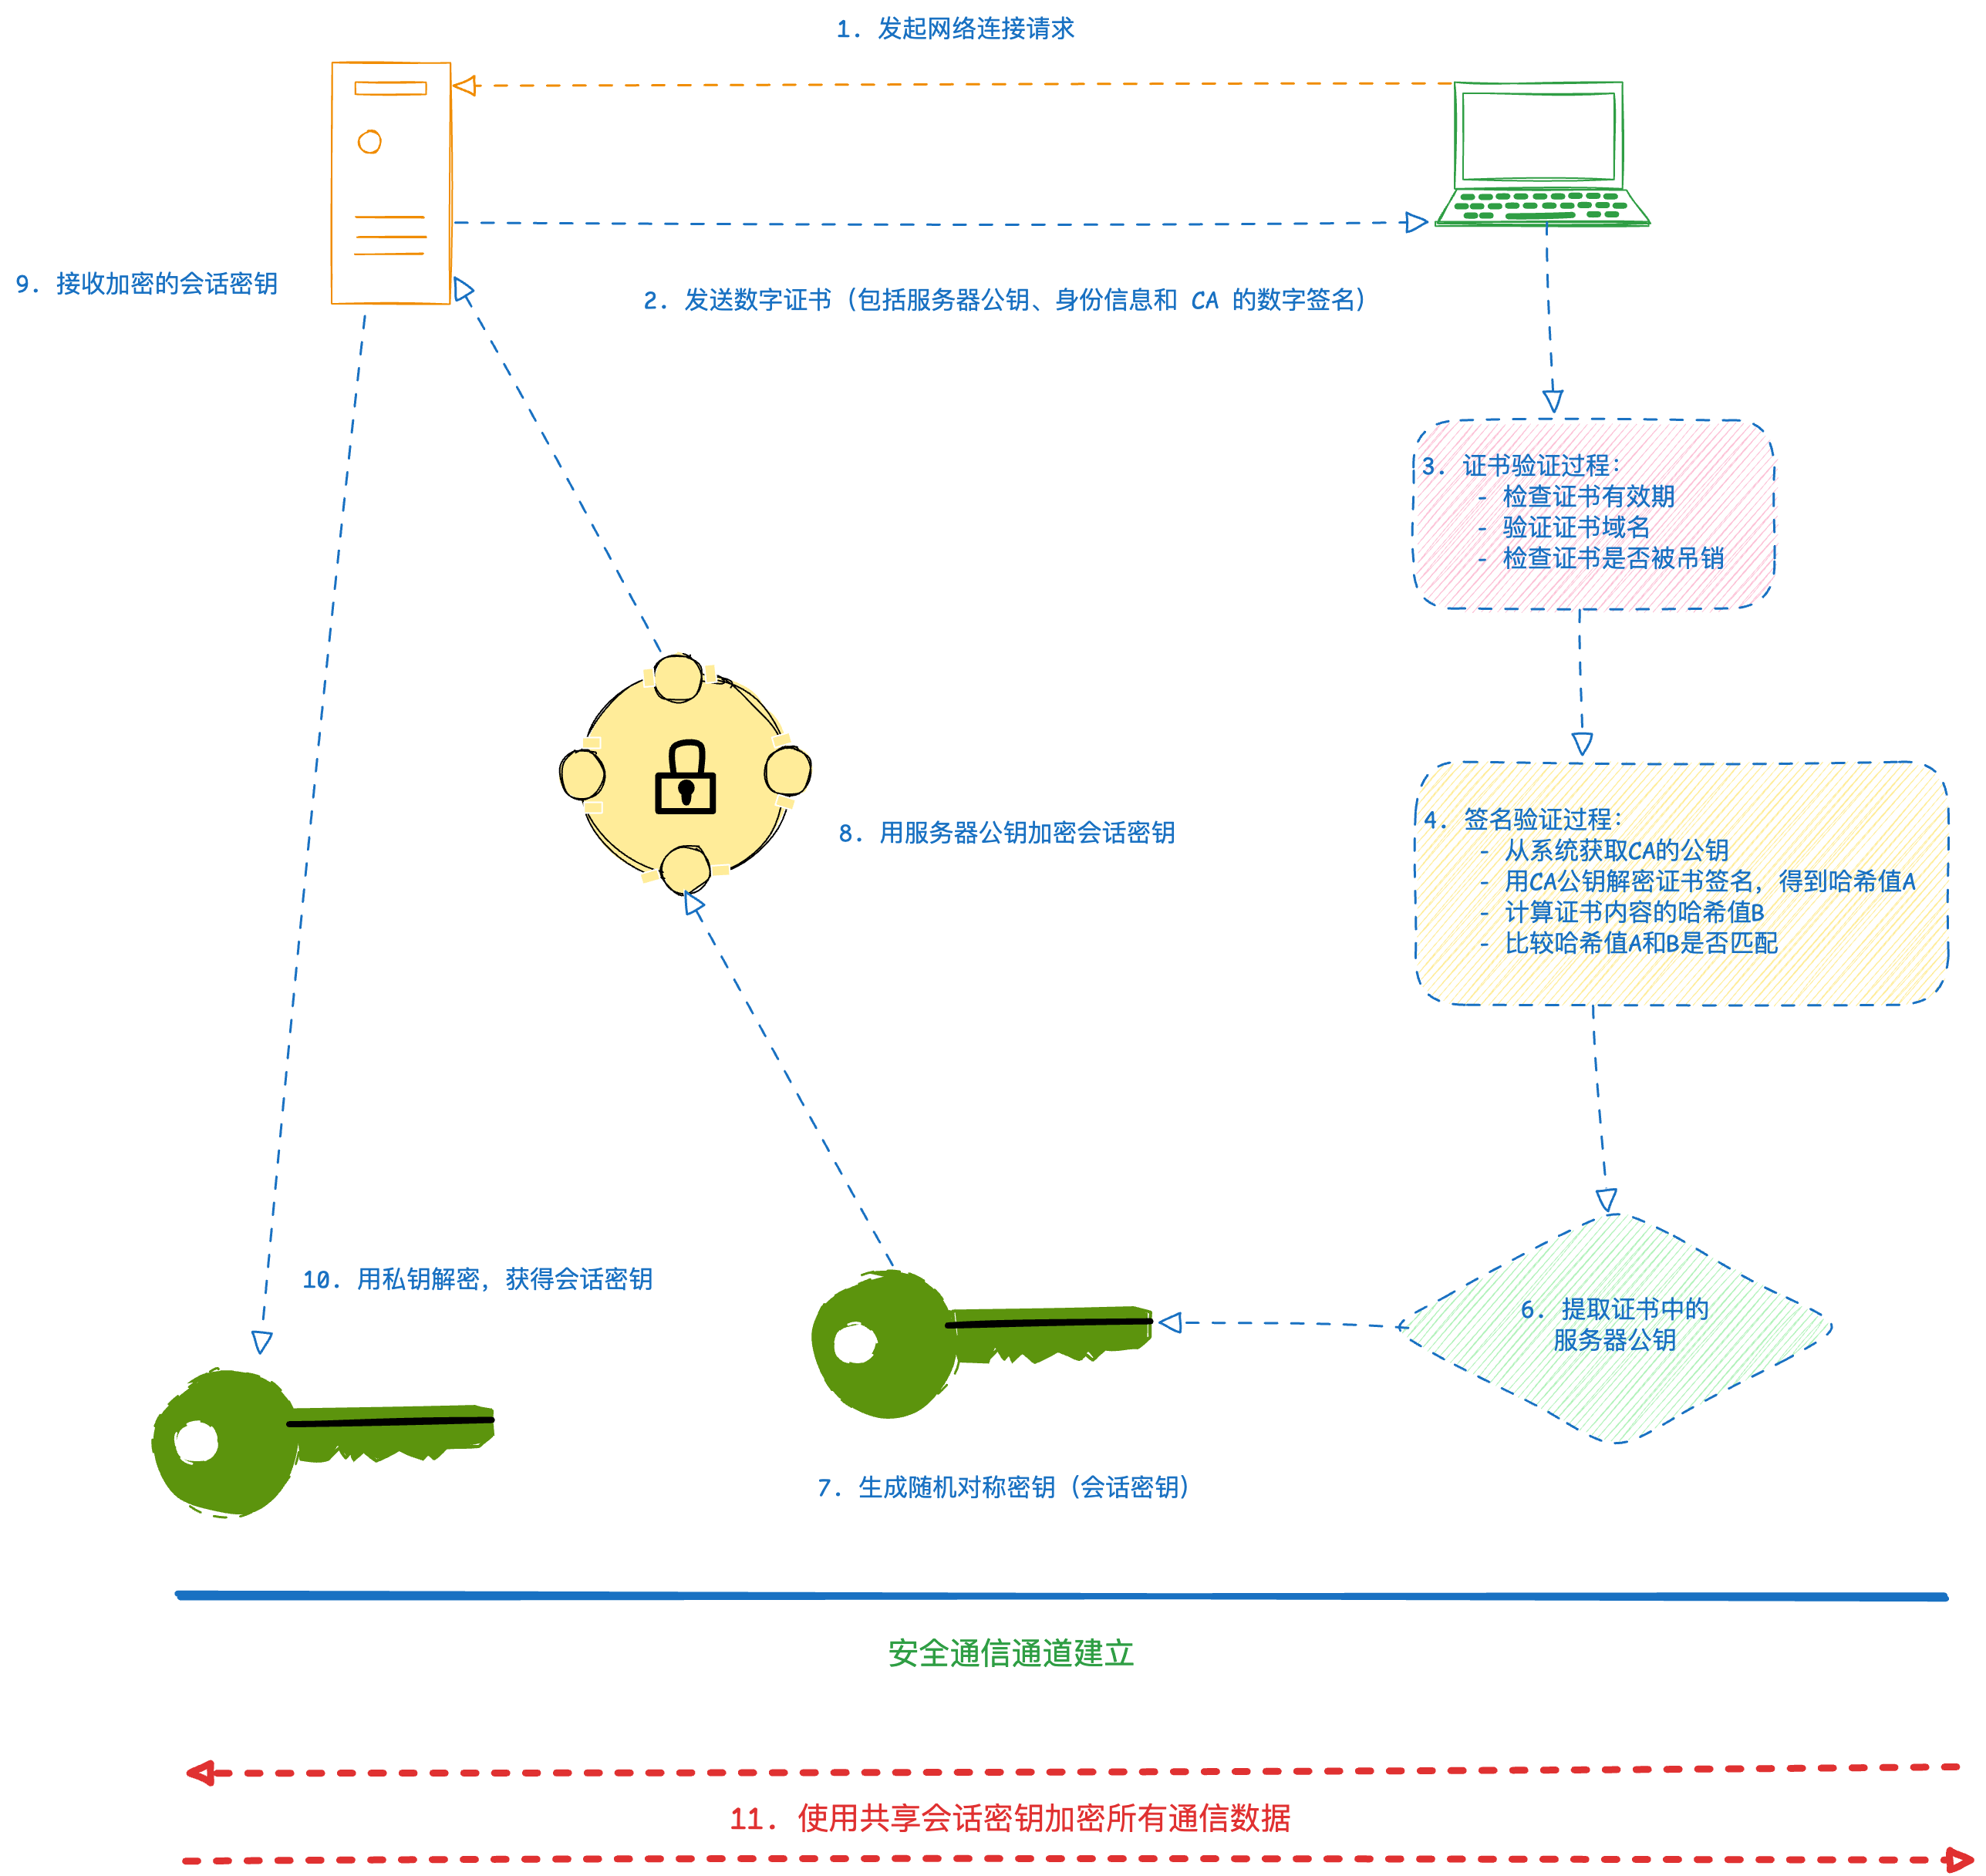 1. 发起网络连接请求
9. 接收加密的会话密钥
2. 发送数字证书（包括服务器公钥、身份信息和 CA 的数字签名）
3. 证书验证过程：
- 检查证书有效期
- 验证证书域名
- 检查证书是否被吊销
4. 签名验证过程：
- 从系统获取CA的公钥
- 用CA公钥解密证书签名，得到哈希值A
- 计算证书内容的哈希值B
- 比较哈希值A和B是否匹配
8. 用服务器公钥加密会话密钥
10. 用私钥解密，获得会话密钥
6. 提取证书中的
服务器公钥
7. 生成随机对称密钥（会话密钥）
安全通信通道建立
11. 使用共享会话密钥加密所有通信数据